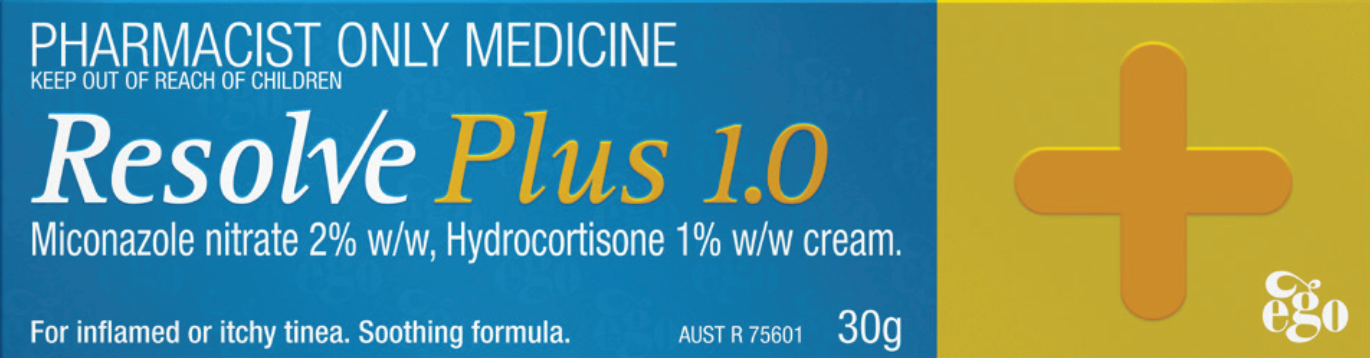 PHARMACIST ONLY MEDICINE
KEEP OUT OF REACH OF CHILDREN
Resolve Plus 1.0
Miconazole nitrate 2% w/w, Hydrocortisone 1% w/w cream.
For inflamed or itchy tinea. Soothing formula.
AUST R 75601 30g
ego